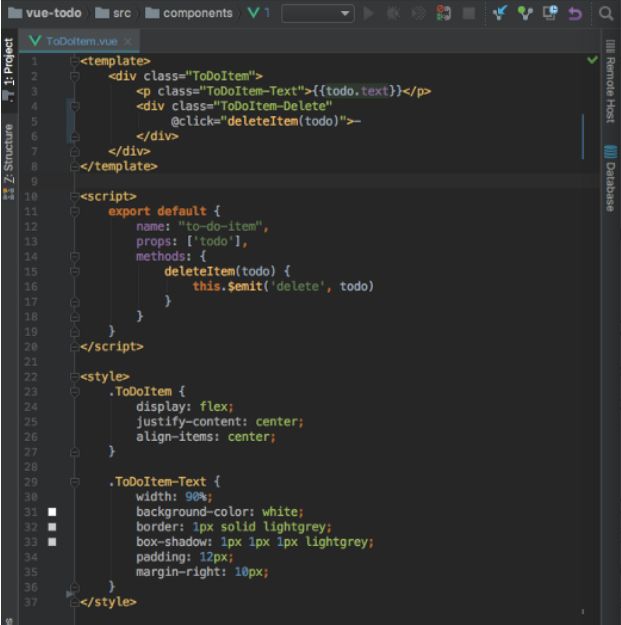 vue-todo src components
ToDoItem.vue
1: Project
Z: Structure
Remote Host
Database
1 <template>
2 <div class="ToDoItem">
3 <p class="ToDoItem-Text">{{todo.text}}</p>
4 <div class="ToDoItem-Delete"
5 @click="deleteItem(todo)">-
6 </div>
7 </div>
8 </template>
9
10 <script>
11 export default {
12 name: "to-do-item",
13 props: ['todo'],
14 methods: {
15 deleteItem(todo) {
16 this.$emit('delete', todo)
17 }
18 }
19 }
20 </script>
21
22 <style>
23 .ToDoItem {
24 display: flex;
25 justify-content: center;
26 align-items: center;
27 }
28
29 .ToDoItem-Text {
30 width: 90%;
31 background-color: white;
32 border: 1px solid lightgrey;
33 box-shadow: 1px 1px 1px lightgrey;
34 padding: 12px;
35 margin-right: 10px;
36 }
37 </style>